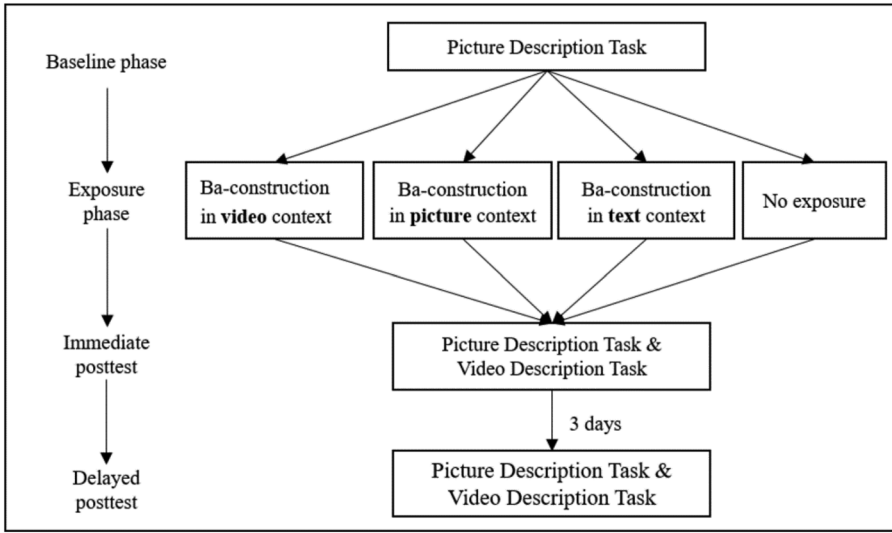 Baseline phase
Picture Description Task
Exposure
phase
Ba-construction
in video context
Ba-construction
in picture context
Ba-construction
in text context
No exposure
Immediate
posttest
Picture Description Task &
Video Description Task
3 days
Delayed
posttest
Picture Description Task &
Video Description Task